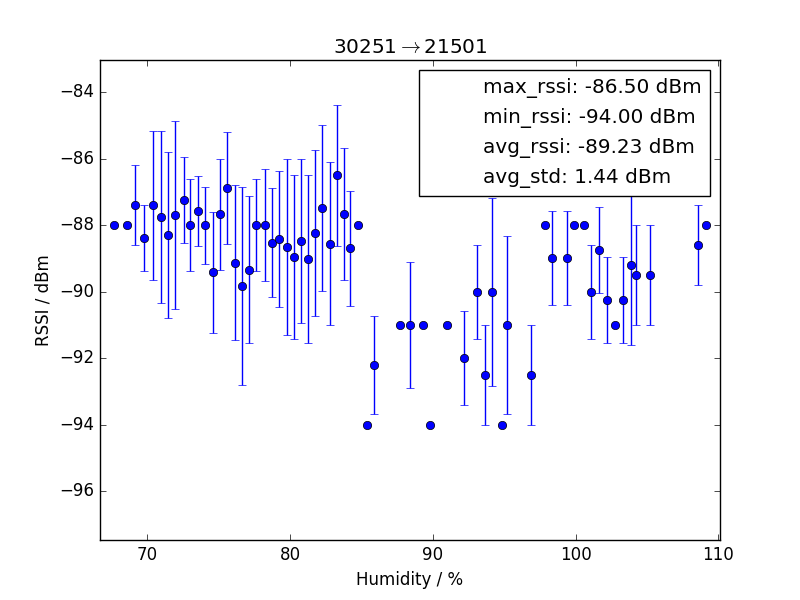 30251→21501
max_rssi: -86.50 dBm
min_rssi: -94.00 dBm
avg_rssi: -89.23 dBm
avg_std: 1.44 dBm
−84
−86
−88
−90
−92
−94
−96
RSSI / dBm
70 80 90 100 110
Humidity / %